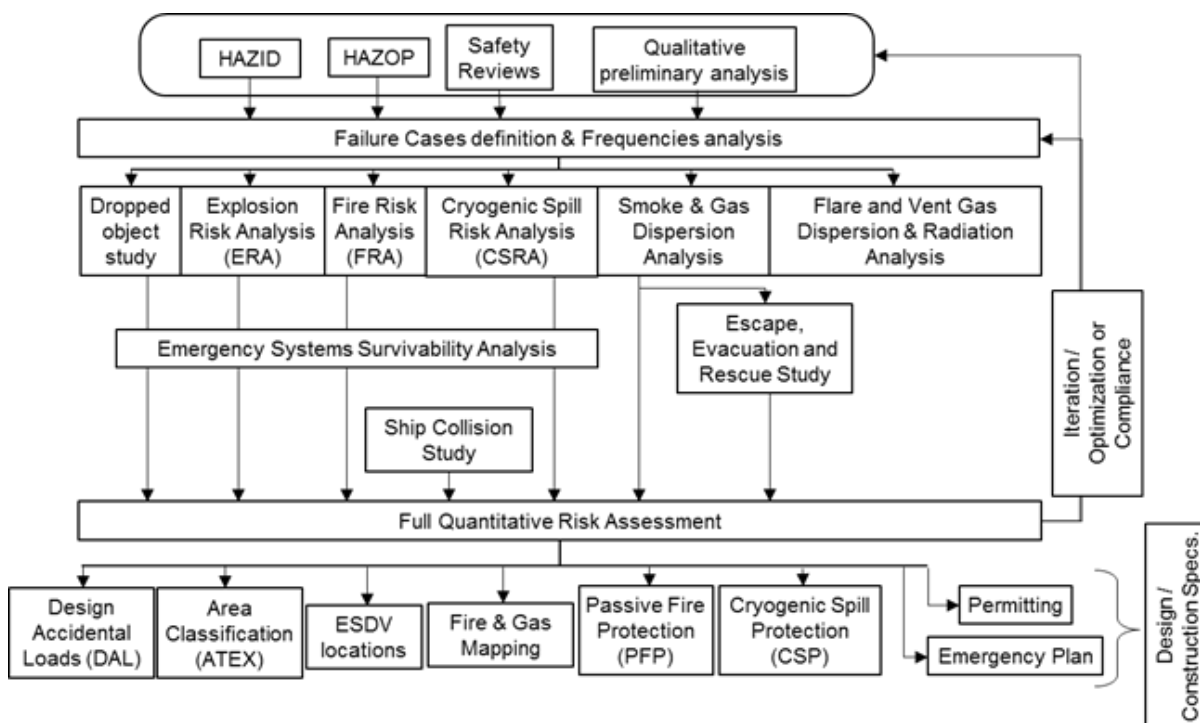 HAZID
HAZOP
Safety
Reviews
Qualitative
preliminary analysis
Failure Cases definition & Frequencies analysis
Dropped
object
study
Explosion
Risk Analysis
(ERA)
Fire Risk
Analysis
(FRA)
Cryogenic Spill
Risk Analysis
(CSRA)
Smoke & Gas
Dispersion
Analysis
Flare and Vent Gas
Dispersion & Radiation
Analysis
Emergency Systems Survivability Analysis
Escape,
Evacuation and
Rescue Study
Ship Collision
Study
Iteration /
Optimization or
Compliance
Full Quantitative Risk Assessment
Design
Accidental
Loads (DAL)
Area
Classification
(ATEX)
ESDV
locations
Fire & Gas
Mapping
Passive Fire
Protection
(PFP)
Cryogenic Spill
Protection
(CSP)
Permitting
Emergency Plan
Design /
Construction Specs.